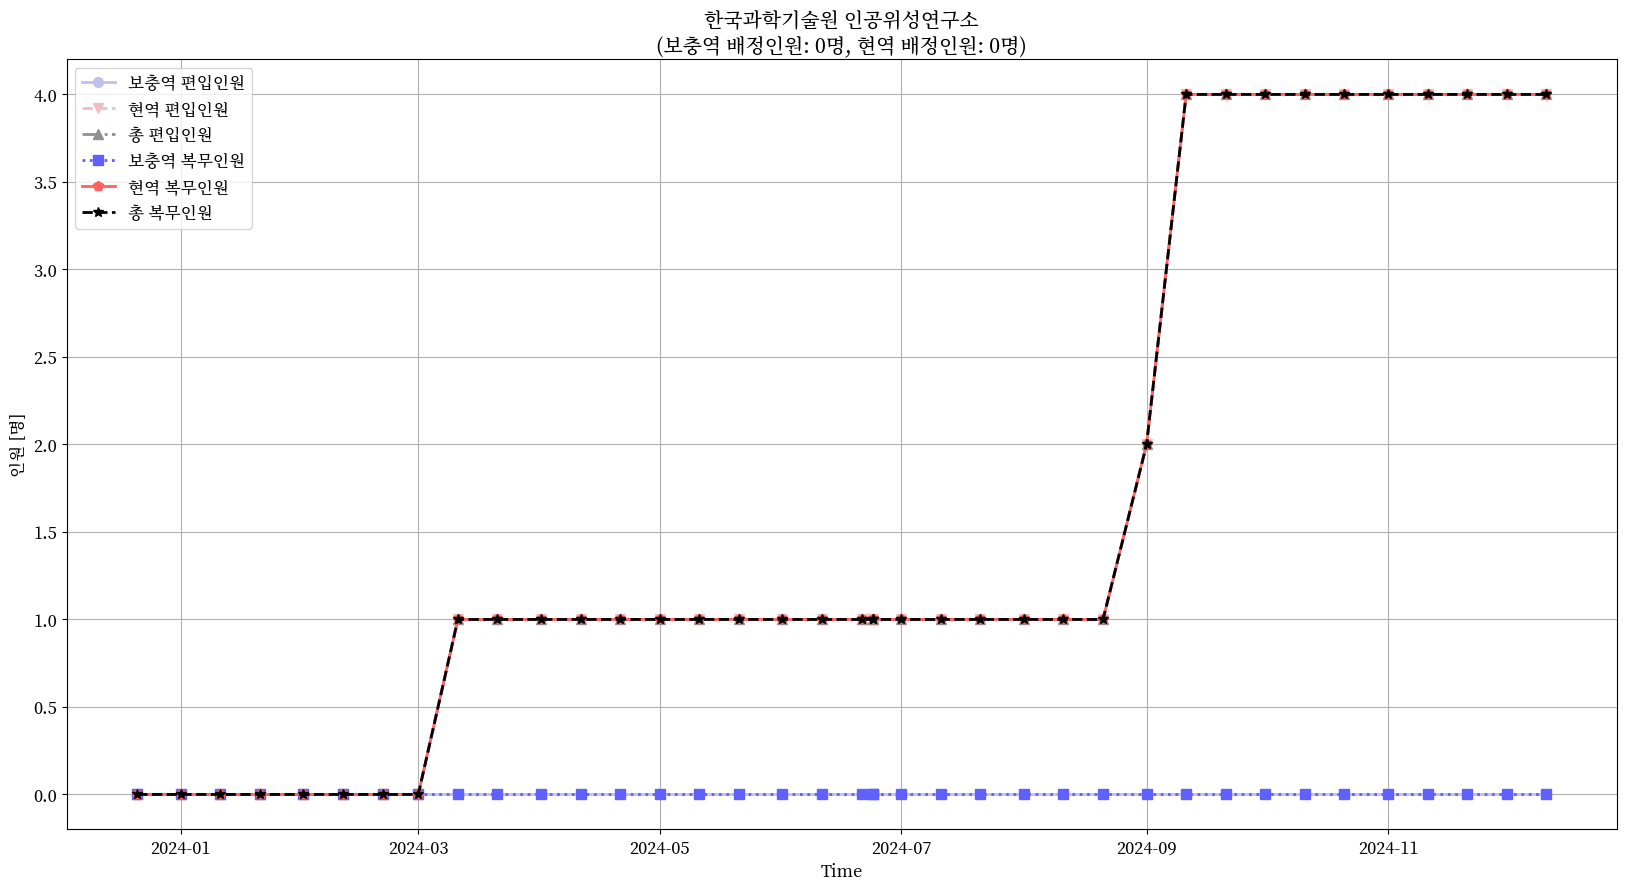 한국과학기술원 인공위성연구소
(보충역 배정인원: 0명, 현역 배정인원: 0명)
보충역 편입인원
현역 편입인원
총 편입인원
보충역 복무인원
현역 복무인원
총 복무인원
4.0
3.5
3.0
2.5
2.0
1.5
1.0
0.5
0.0
인원 [명]
2024-01 2024-03 2024-05 2024-07 2024-09 2024-11
Time